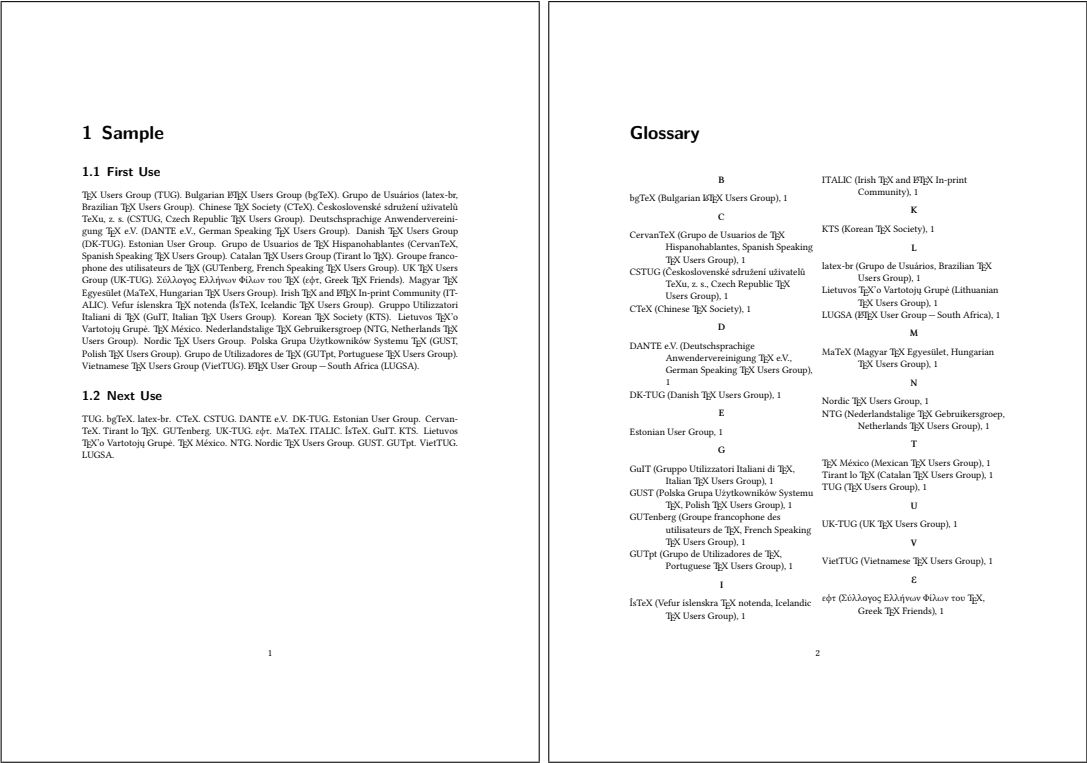 1 Sample
1.1 First Use
TEX Users Group (TUG). Bulgarian LATEX Users Group (bgTeX). Grupo de Usuários (latex-br,
Brazilian TEX Users Group). Chinese TEX Society (CTeX). Československé sdružení uživatelů
TeXu, z. s. (CSTUG, Czech Republic TEX Users Group). Deutschsprachige Anwendervereini-
gung TEX e.V. (DANTE e.V., German Speaking TEX Users Group). Danish TEX Users Group
(DK-TUG). Estonian User Group. Grupo de Usuarios de TEX Hispanohablantes (CervanTeX,
Spanish Speaking TEX Users Group). Catalan TEX Users Group (Tirant lo TEX). Groupe franco-
phone des utilisateurs de TEX (GUTenberg, French Speaking TEX Users Group). UK TEX Users
Group (UK-TUG). Σύλλογος Ελλήνων Φίλων του TEX (εφτ, Greek TEX Friends). Magyar TEX
Egyesület (MaTeX, Hungarian TEX Users Group). Irish TEX and LATEX In-print Community (IT-
ALIC). Vefur íslenskra TEX notenda (ÍsTeX, Icelandic TEX Users Group). Gruppo Utilizzatori
Italiani di TEX (GuIT, Italian TEX Users Group). Korean TEX Society (KTS). Lietuvos TEX'o
Vartotojų Grupė. TEX México. Nederlandstalige TEX Gebruikersgroep (NTG, Netherlands TEX
Users Group). Nordic TEX Users Group. Polska Grupa Użytkowników Systemu TEX (GUST,
Polish TEX Users Group). Grupo de Utilizadores de TEX (GUTpt, Portuguese TEX Users Group).
Vietnamese TEX Users Group (VietTUG). LATEX User Group – South Africa (LUGSA).
1.2 Next Use
TUG. bgTeX. latex-br. CTeX. CSTUG. DANTE e.V. DK-TUG. Estonian User Group. Cervan-
TeX. Tirant lo TEX. GUTenberg. UK-TUG. εφτ. MaTeX. ITALIC. ÍsTeX. GuIT. KTS. Lietuvos
TEX'o Vartotojų Grupė. TEX México. NTG. Nordic TEX Users Group. GUST. GUTpt. VietTUG.
LUGSA.
1
Glossary
B
bgTeX (Bulgarian LATEX Users Group), 1
C
CervanTeX (Grupo de Usuarios de TEX
Hispanohablantes, Spanish Speaking
TEX Users Group), 1
CSTUG (Československé sdružení uživatelů
TeXu, z. s., Czech Republic TEX
Users Group), 1
CTeX (Chinese TEX Society), 1
D
DANTE e.V. (Deutschsprachige
Anwendervereinigung TEX e.V.,
German Speaking TEX Users Group),
1
DK-TUG (Danish TEX Users Group), 1
E
Estonian User Group, 1
G
GuIT (Gruppo Utilizzatori Italiani di TEX,
Italian TEX Users Group), 1
GUST (Polska Grupa Użytkowników Systemu
TEX, Polish TEX Users Group), 1
GUTenberg (Groupe francophone des
utilisateurs de TEX, French Speaking
TEX Users Group), 1
GUTpt (Grupo de Utilizadores de TEX,
Portuguese TEX Users Group), 1
I
ÍsTeX (Vefur íslenskra TEX notenda, Icelandic
TEX Users Group), 1
ITALIC (Irish TEX and LATEX In-print
Community), 1
K
KTS (Korean TEX Society), 1
L
latex-br (Grupo de Usuários, Brazilian TEX
Users Group), 1
Lietuvos TEX'o Vartotojų Grupė (Lithuanian
TEX Users Group), 1
LUGSA (LATEX User Group – South Africa), 1
M
MaTeX (Magyar TEX Egyesület, Hungarian
TEX Users Group), 1
N
Nordic TEX Users Group, 1
NTG (Nederlandstalige TEX Gebruikersgroep,
Netherlands TEX Users Group), 1
T
TEX México (Mexican TEX Users Group), 1
Tirant lo TEX (Catalan TEX Users Group), 1
TUG (TEX Users Group), 1
U
UK-TUG (UK TEX Users Group), 1
V
VietTUG (Vietnamese TEX Users Group), 1
Ε
εφτ (Σύλλογος Ελλήνων Φίλων του TEX,
Greek TEX Friends), 1
2